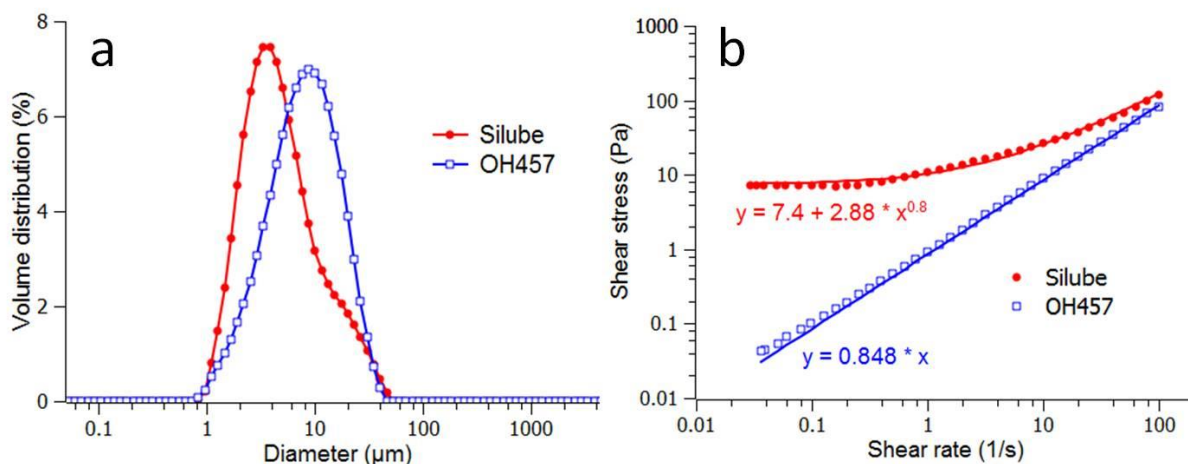 a
Volume distribution (%)
8
6
4
2
0
Silube
OH457
0.1
1
10
100
1000
Diameter (µm)
b
Shear stress (Pa)
1000
100
10
1
0.1
0.01
y = 7.4 + 2.88 * x^0.8
Silube
OH457
y = 0.848 * x
0.01
0.1
1
10
100
Shear rate (1/s)